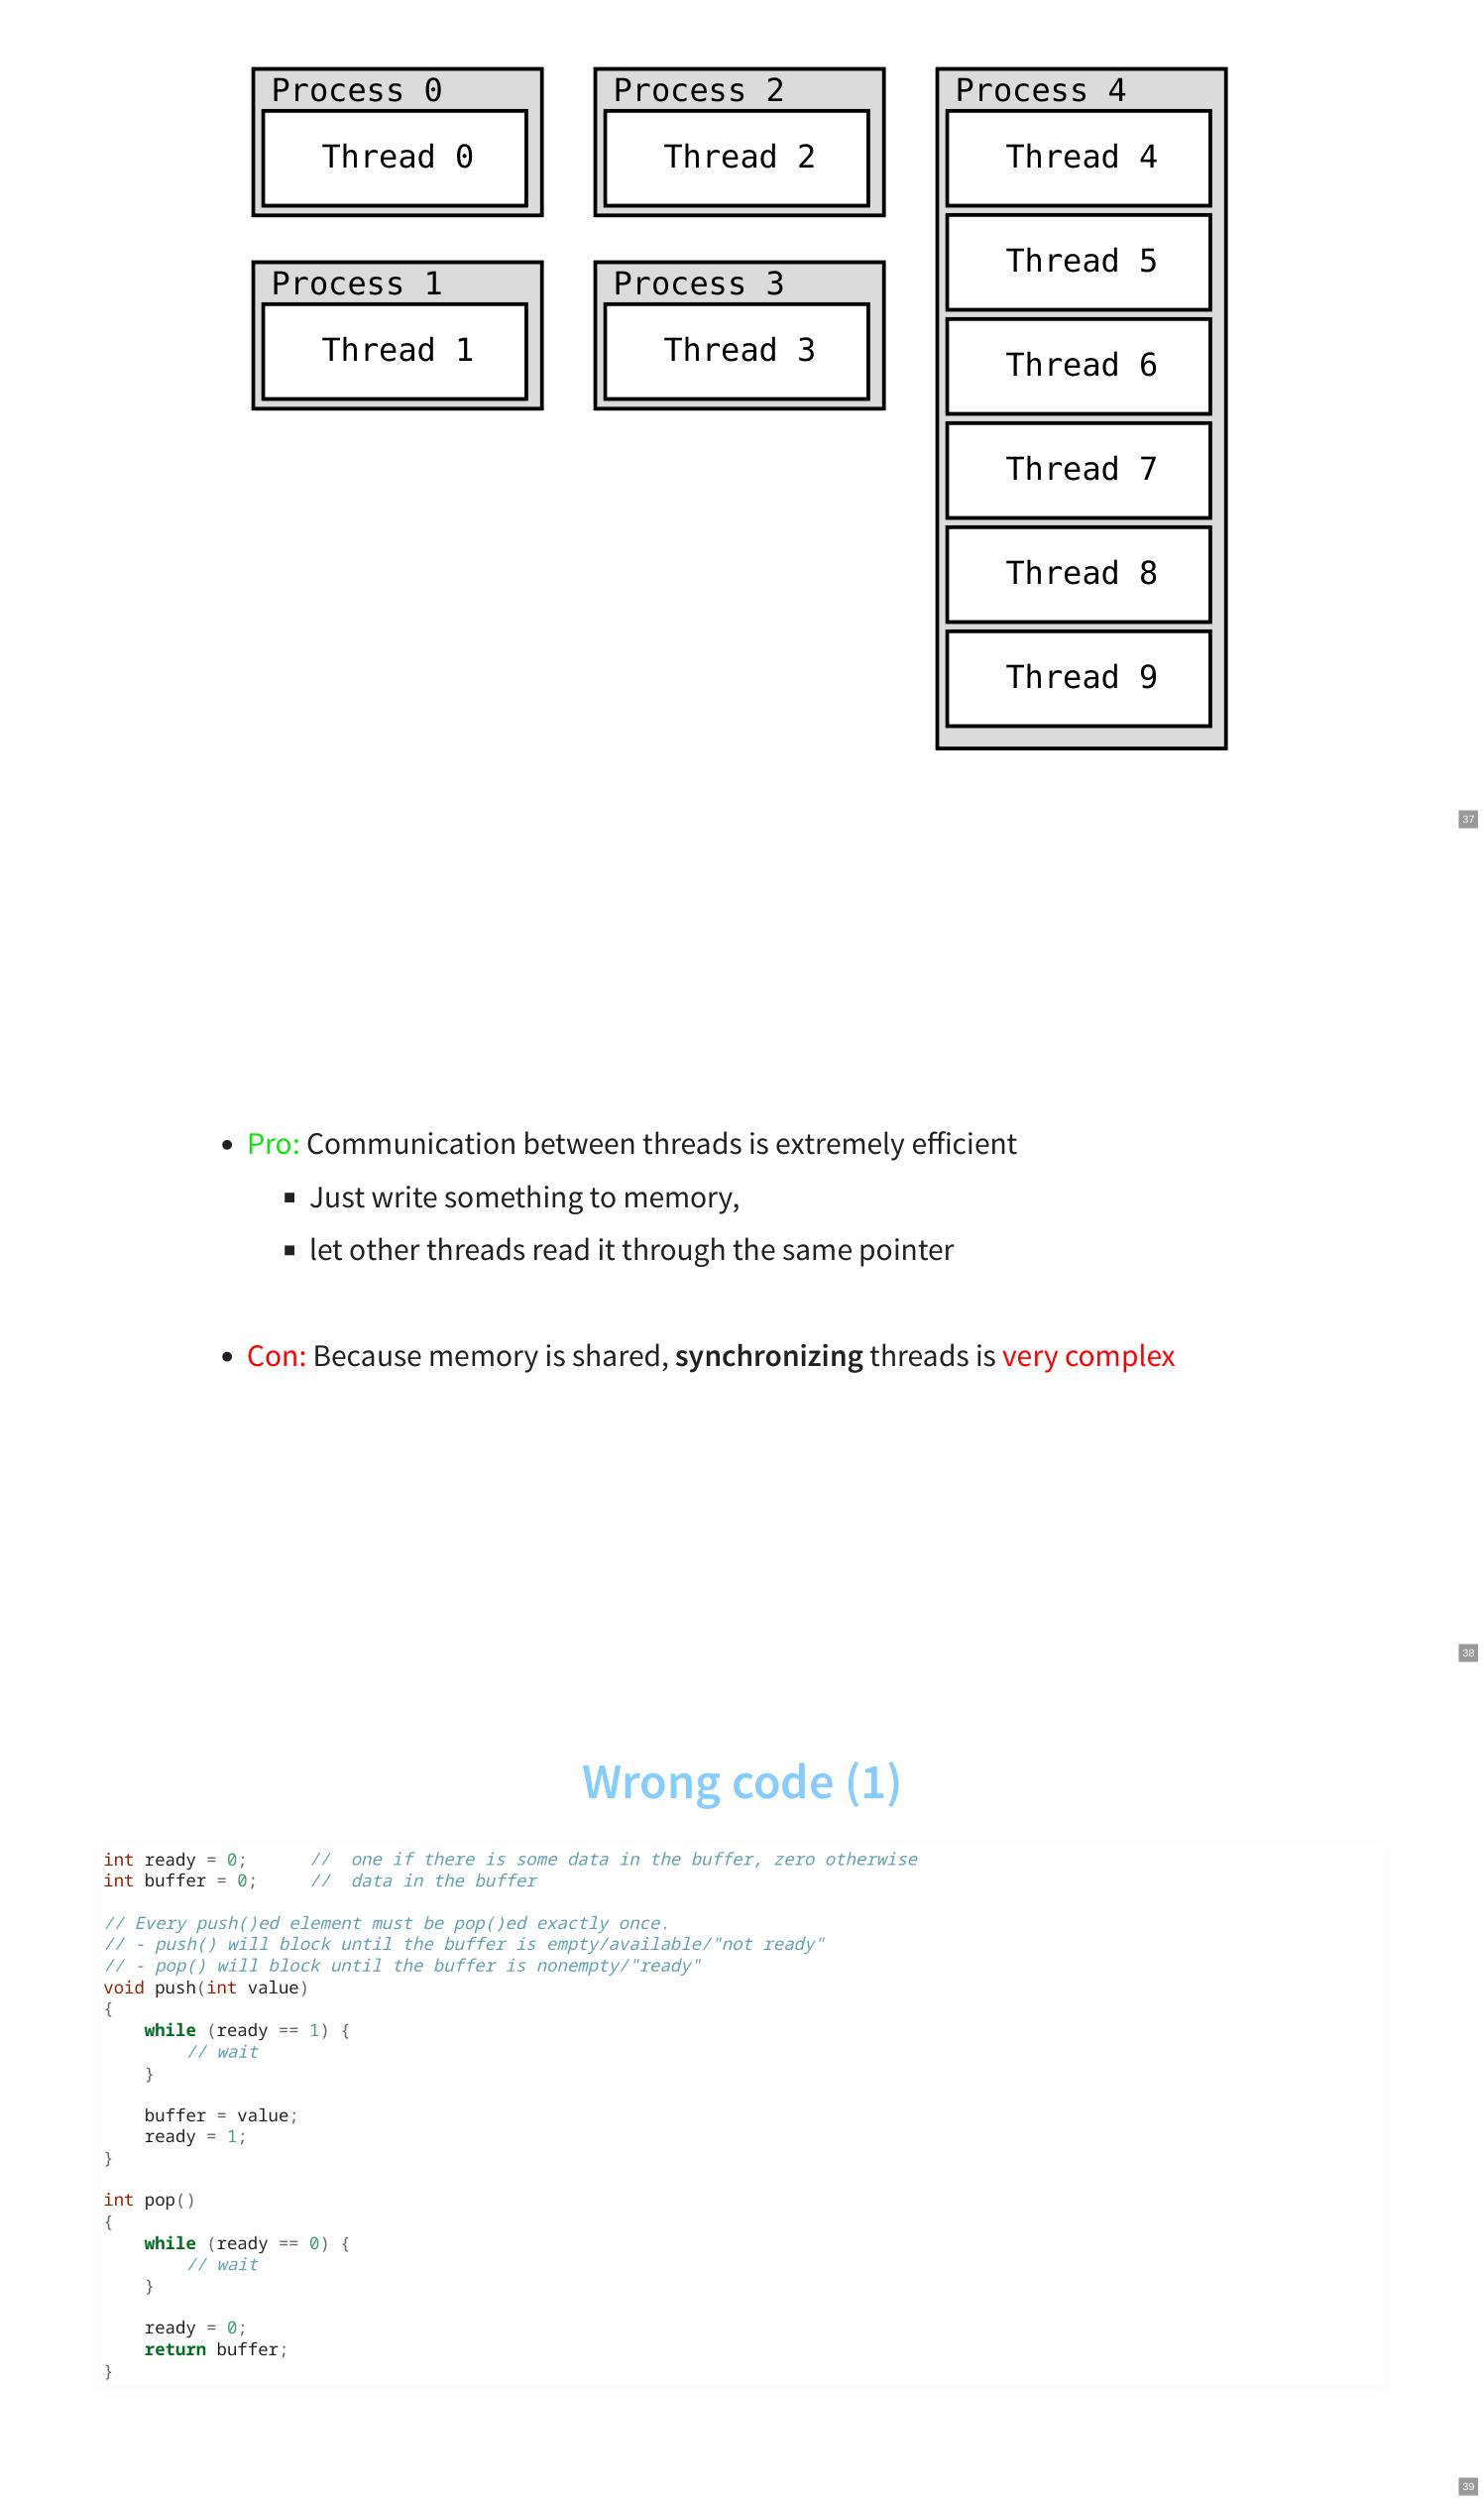 Process 0
Thread 0
Process 2
Thread 2
Process 4
Thread 4
Thread 5
Process 1
Thread 1
Process 3
Thread 3
Thread 6
Thread 7
Thread 8
Thread 9
37
• Pro: Communication between threads is extremely efficient
▪ Just write something to memory,
▪ let other threads read it through the same pointer
• Con: Because memory is shared, synchronizing threads is very complex
38
Wrong code (1)
int ready = 0;      //  one if there is some data in the buffer, zero otherwise
int buffer = 0;     //  data in the buffer
// Every push()ed element must be pop()ed exactly once.
// - push() will block until the buffer is empty/available/"not ready"
// - pop() will block until the buffer is nonempty/"ready"
void push(int value)
{
    while (ready == 1) {
        // wait
    }
    buffer = value;
    ready = 1;
}
int pop()
{
    while (ready == 0) {
        // wait
    }
    ready = 0;
    return buffer;
}
39